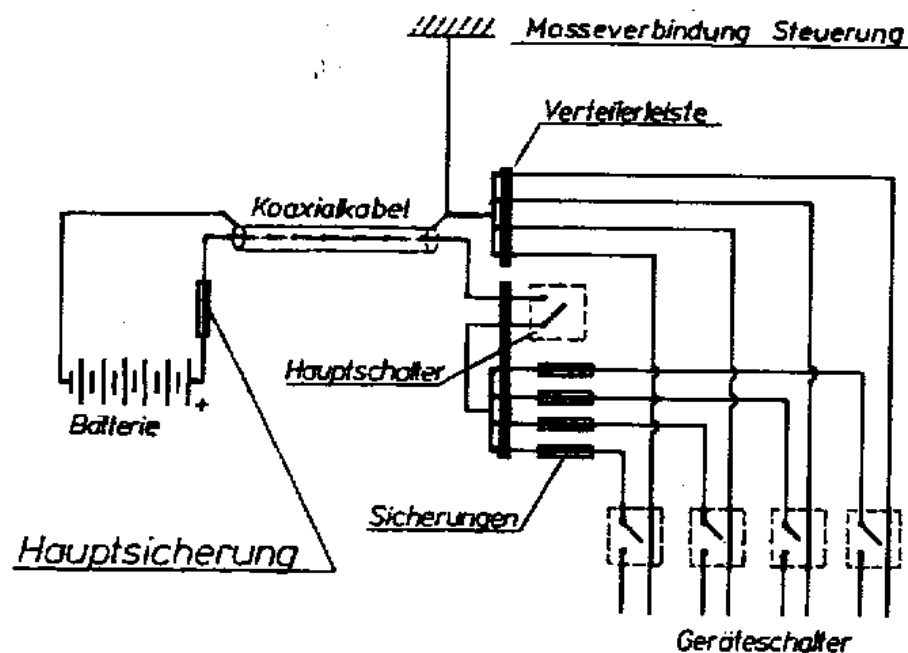 Masseverbindung Steuerung
Verteilerleiste
Koaxialkabel
Hauptschalter
+
Batterie
Sicherungen
Hauptsicherung
Geräteschalter